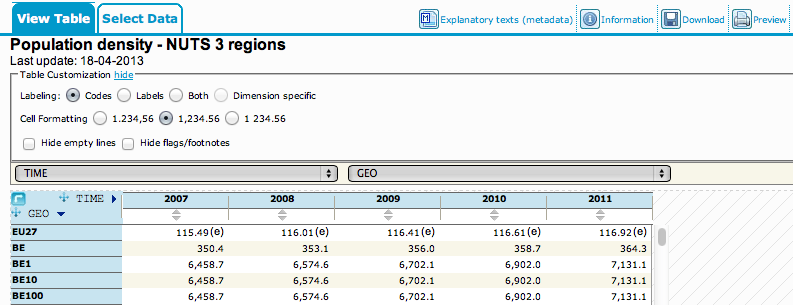 View Table Select Data Explanatory texts (metadata) Information Download Preview
Population density - NUTS 3 regions
Last update: 18-04-2013
Table Customization hide
Labeling: Codes Labels Both Dimension specific
Cell Formatting 1.234,56 1,234.56 1 234.56
Hide empty lines Hide flags/footnotes
TIME GEO
TIME 2007 2008 2009 2010 2011
GEO
EU27 115.49(e) 116.01(e) 116.41(e) 116.61(e) 116.92(e)
BE 350.4 353.1 356.0 358.7 364.3
BE1 6,458.7 6,574.6 6,702.1 6,902.0 7,131.1
BE10 6,458.7 6,574.6 6,702.1 6,902.0 7,131.1
BE100 6,458.7 6,574.6 6,702.1 6,902.0 7,131.1